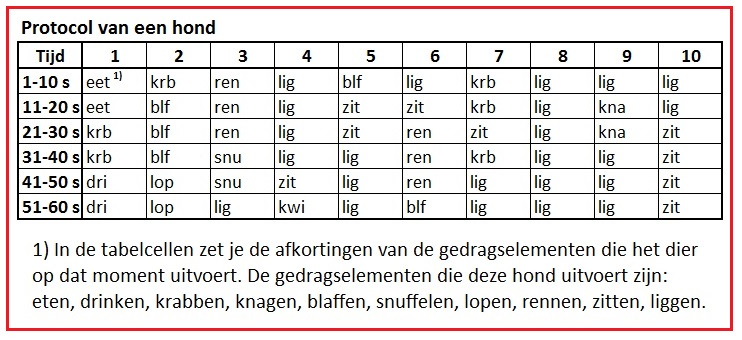 Protocol van een hond
Tijd 1 2 3 4 5 6 7 8 9 10
1-10 s eet 1) krb ren lig blf lig krb lig lig lig
11-20 s eet blf ren lig zit zit krb lig kna lig
21-30 s krb blf ren lig zit ren zit lig kna zit
31-40 s krb blf snu lig lig ren krb lig lig zit
41-50 s dri lop snu zit lig ren lig lig lig zit
51-60 s dri lop lig kwi lig blf lig lig lig zit
1) In de tabelcellen zet je de afkortingen van de gedragselementen die het dier
op dat moment uitvoert. De gedragselementen die deze hond uitvoert zijn:
eten, drinken, krabben, knagen, blaffen, snuffelen, lopen, rennen, zitten, liggen.